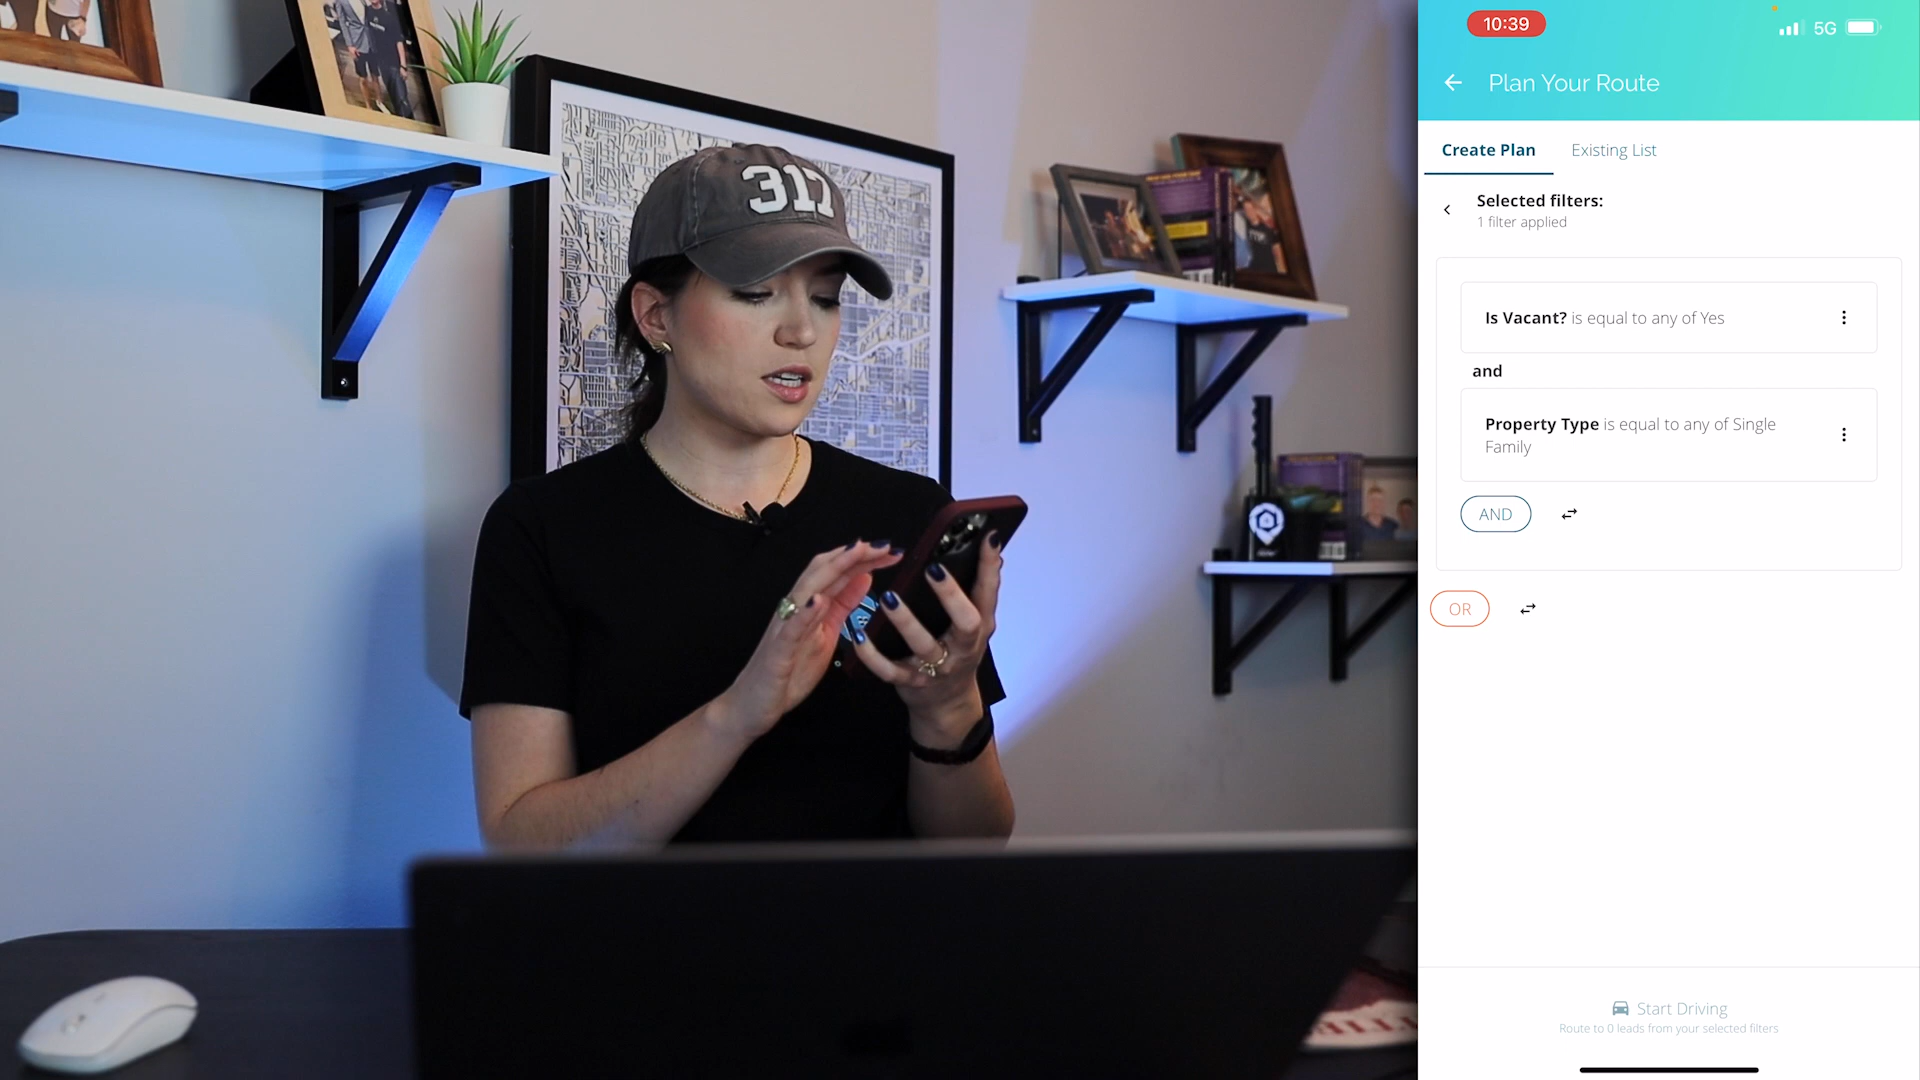 317
10:39
5G
Plan Your Route
Create Plan
Existing List
Selected filters:
1 filter applied
Is Vacant? is equal to any of Yes
and
Property Type is equal to any of Single
Family
AND
OR
Start Driving
Route to 0 leads from your selected filters